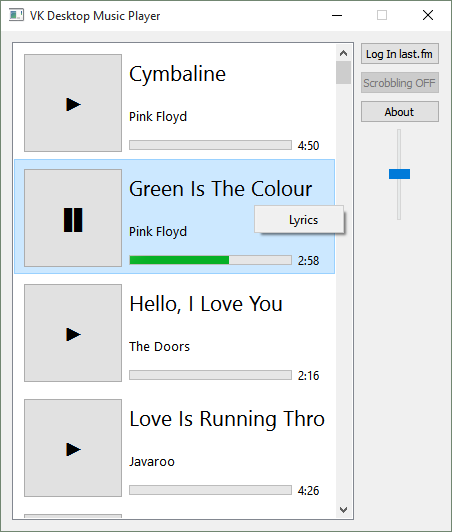 VK Desktop Music Player
Cymbaline
Pink Floyd
4:50
Green Is The Colour
Lyrics
Pink Floyd
2:58
Hello, I Love You
The Doors
2:16
Love Is Running Thro
Javaroo
4:26
Log In last.fm
Scrobbling OFF
About